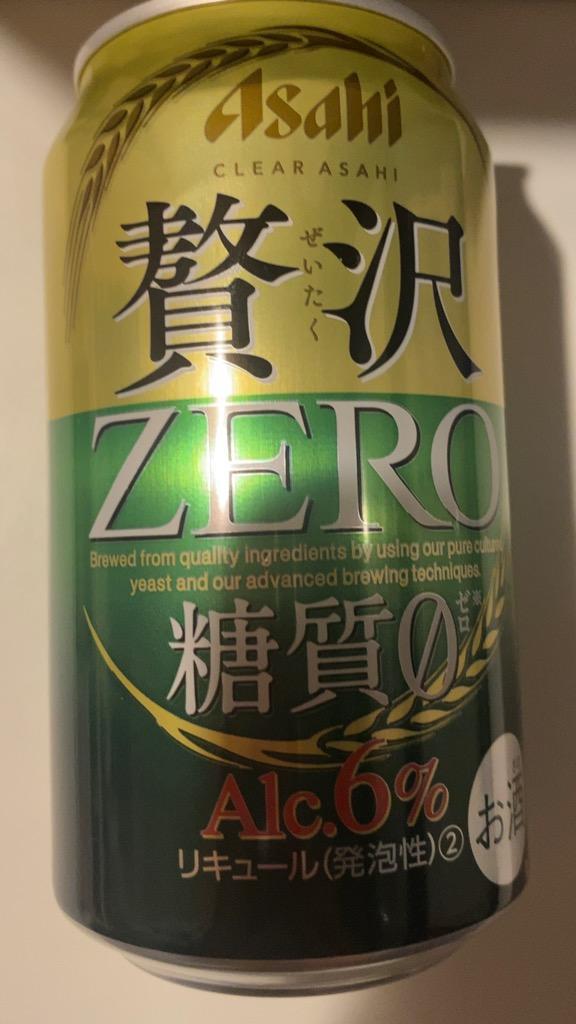 Asahi
CLEAR ASAHI
贅沢
ぜいたく
ZERO
Brewed from quality ingredients by using our pure cultured
yeast and our advanced brewing techniques.
糖質0
ゼロ※
Alc.6%
リキュール(発泡性)②
お酒